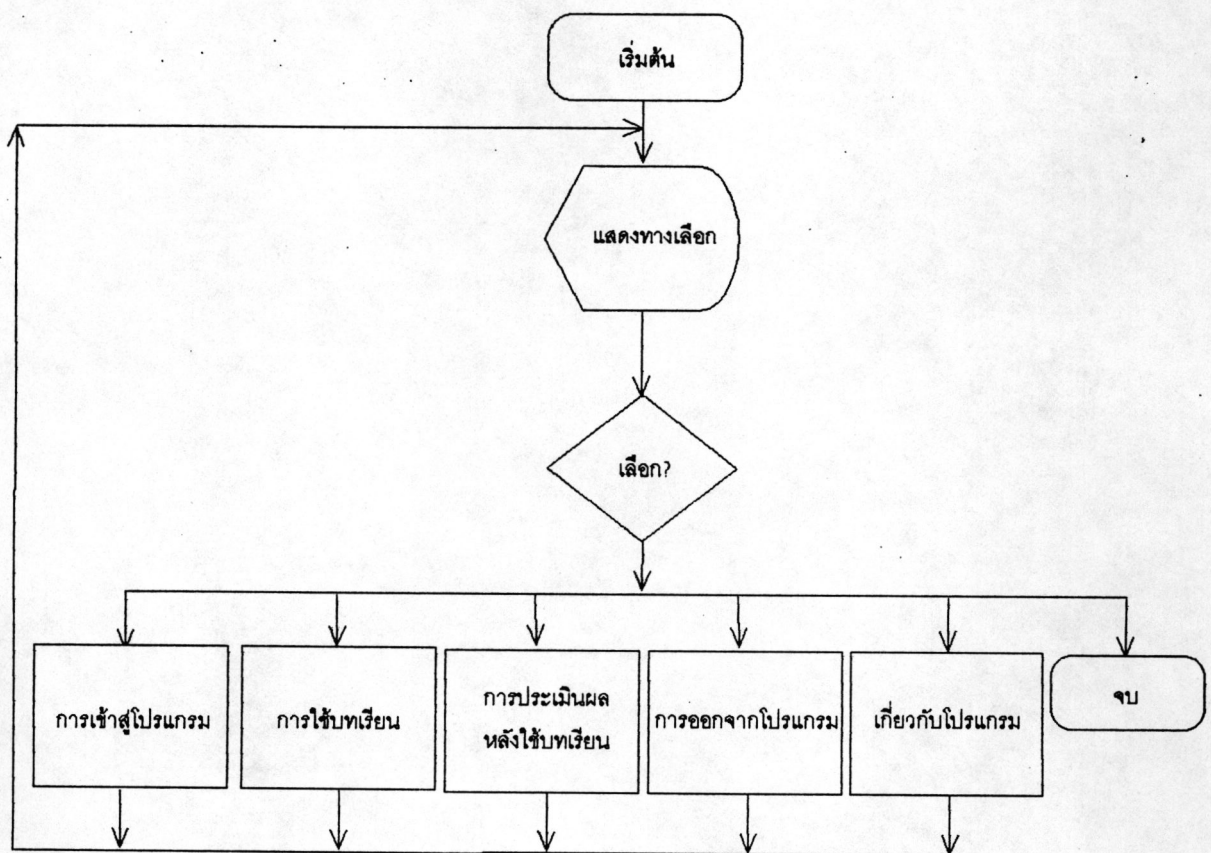 เริ่มต้น
แสดงทางเลือก
เลือก?
การเข้าสู่โปรแกรม
การใช้บทเรียน
การประเมินผล
หลังใช้บทเรียน
การออกจากโปรแกรม
เกี่ยวกับโปรแกรม
จบ